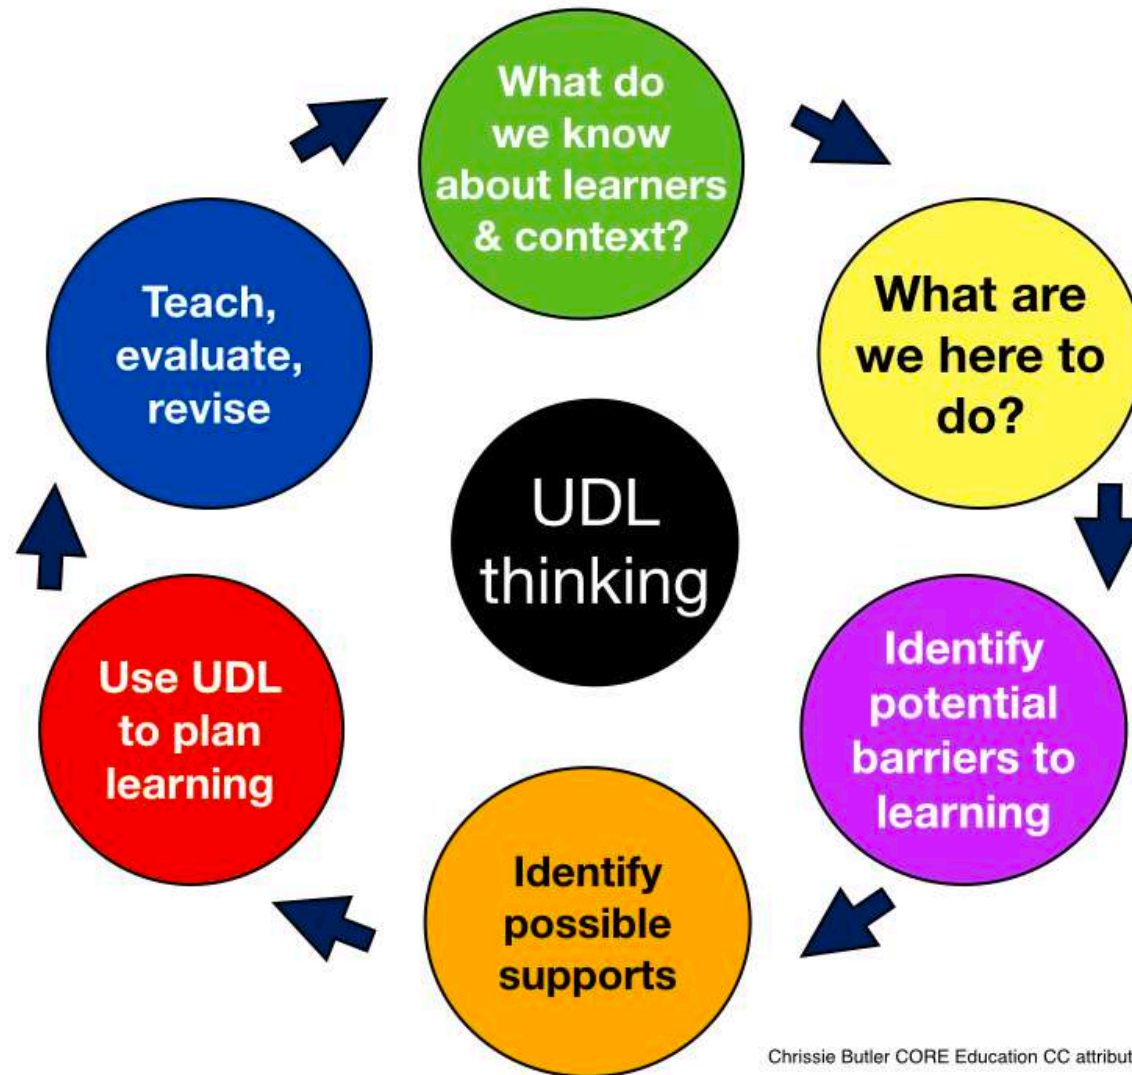 What do
we know
about learners
& context?
What are
we here to
do?
Identify
potential
barriers to
learning
Identify
possible
supports
Use UDL
to plan
learning
Teach,
evaluate,
revise
UDL
thinking
Chrissie Butler CORE Education CC attribut